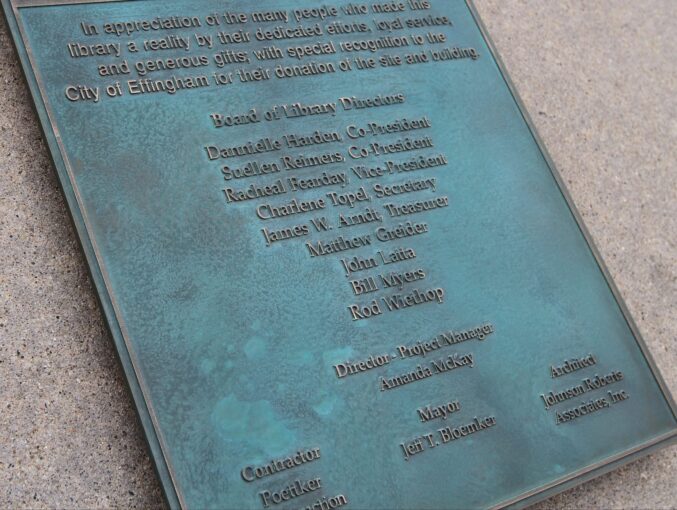 In appreciation of the many people who made this
library a reality by their dedicated efforts, loyal service,
and generous gifts; with special recognition to the
City of Effingham for their donation of the site and building.
Board of Library Directors
Dannielle Harden, Co-President
Suellen Reimers, Co-President
Racheal Fearday, Vice-President
Charlene Topel, Secretary
James W. Arndt, Treasurer
Matthew Greider
John Latta
Bill Myers
Rod Wiethop
Director - Project Manager
Amanda McKay
Architect
Johnson Roberts
Associates, Inc.
Mayor
Jeff T. Bloemker
Contractor
Poettker